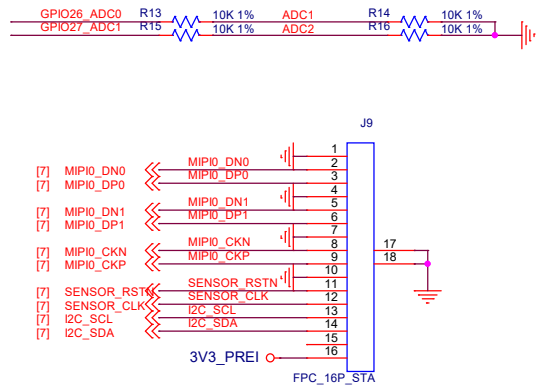 GPIO26_ADC0 R13 10K 1% ADC1 R14 10K 1%
GPIO27_ADC1 R15 10K 1% ADC2 R16 10K 1%
J9
1
[7] MIPI0_DN0 MIPI0_DN0 2
[7] MIPI0_DP0 MIPI0_DP0 3
4
[7] MIPI0_DN1 MIPI0_DN1 5
[7] MIPI0_DP1 MIPI0_DP1 6
7
[7] MIPI0_CKN MIPI0_CKN 8 17
[7] MIPI0_CKP MIPI0_CKP 9 18
10
[7] SENSOR_RSTN SENSOR_RSTN 11
[7] SENSOR_CLK SENSOR_CLK 12
[7] I2C_SCL I2C_SCL 13
[7] I2C_SDA I2C_SDA 14
15
3V3_PREI 16
FPC_16P_STA